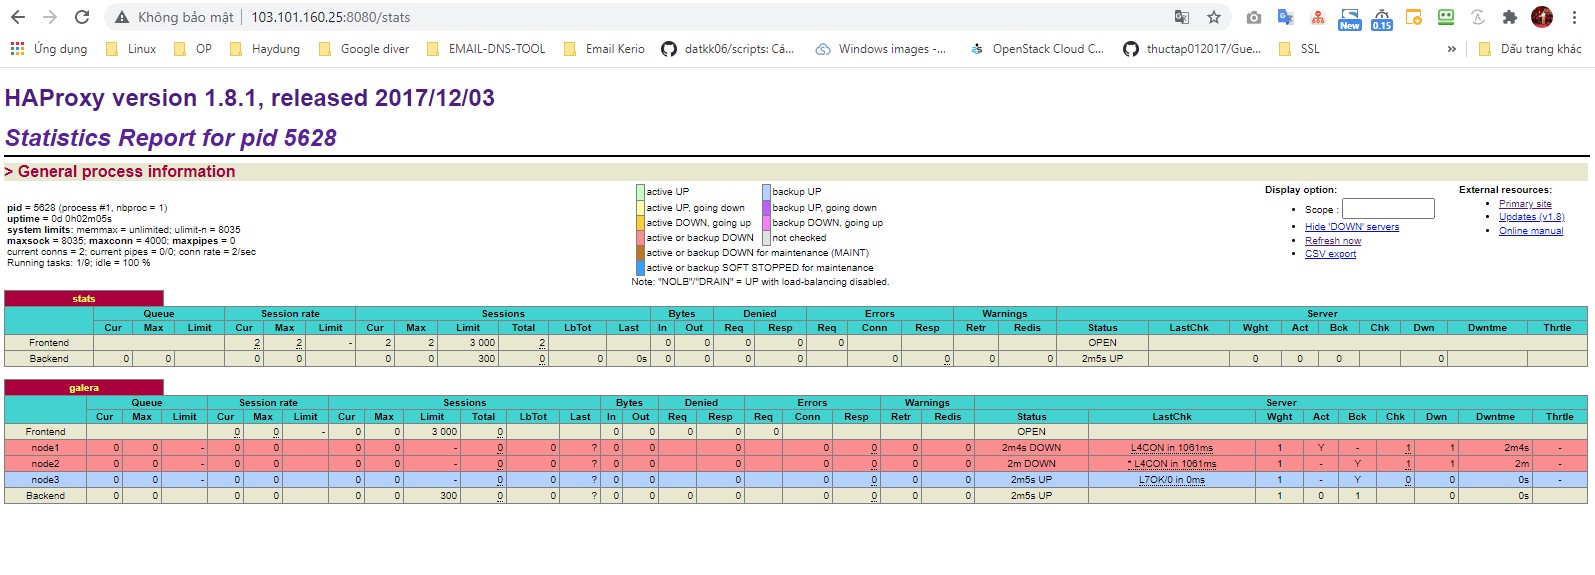 Không bảo mật | 103.101.160.25:8080/stats
New 0.15
Ứng dụng Linux OP Haydung Google diver EMAIL-DNS-TOOL Email Kerio datkk06/scripts: Cá... Windows images -... OpenStack Cloud C... thuctap012017/Gue... SSL » Dấu trang khác
HAProxy version 1.8.1, released 2017/12/03
Statistics Report for pid 5628
> General process information
pid = 5628 (process #1, nbproc = 1)
uptime = 0d 0h02m05s
system limits: memmax = unlimited; ulimit-n = 8035
maxsock = 8035; maxconn = 4000; maxpipes = 0
current conns = 2; current pipes = 0/0; conn rate = 2/sec
Running tasks: 1/9; idle = 100 %
active UP backup UP
active UP, going down backup UP, going down
active DOWN, going up backup DOWN, going up
active or backup DOWN not checked
active or backup DOWN for maintenance (MAINT)
active or backup SOFT STOPPED for maintenance
Note: "NOLB"/"DRAIN" = UP with load-balancing disabled.
Display option:
• Scope :
• Hide 'DOWN' servers
• Refresh now
• CSV export
External resources:
• Primary site
• Updates (v1.8)
• Online manual
stats
Queue Session rate Sessions Bytes Denied Errors Warnings Server
Cur Max Limit Cur Max Limit Cur Max Limit Total LbTot Last In Out Req Resp Req Conn Resp Retr Redis Status LastChk Wght Act Bck Chk Dwn Dwntme Thrtle
Frontend 2 2 - 2 2 3 000 2 0 0 0 0 0 OPEN
Backend 0 0 0 0 0 0 300 0 0 0s 0 0 0 0 0 0 0 0 2m5s UP 0 0 0 0
galera
Queue Session rate Sessions Bytes Denied Errors Warnings Server
Cur Max Limit Cur Max Limit Cur Max Limit Total LbTot Last In Out Req Resp Req Conn Resp Retr Redis Status LastChk Wght Act Bck Chk Dwn Dwntme Thrtle
Frontend 0 0 - 0 0 3 000 0 0 0 0 0 0 OPEN
node1 0 0 - 0 0 0 0 - 0 0 ? 0 0 0 0 0 0 0 2m4s DOWN L4CON in 1061ms 1 Y - 1 1 2m4s -
node2 0 0 - 0 0 0 0 - 0 0 ? 0 0 0 0 0 0 0 2m DOWN * L4CON in 1061ms 1 - Y 1 1 2m -
node3 0 0 - 0 0 0 0 - 0 0 ? 0 0 0 0 0 0 0 2m5s UP L7OK/0 in 0ms 1 - Y 0 0 0s -
Backend 0 0 0 0 0 0 300 0 0 ? 0 0 0 0 0 0 0 0 2m5s UP 1 0 1 0 0s